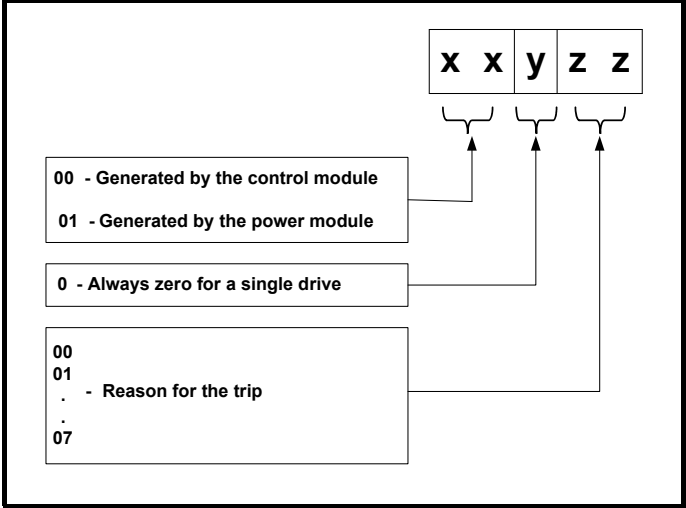 x x y z z
00 - Generated by the control module
01 - Generated by the power module
0 - Always zero for a single drive
00
01
- Reason for the trip
.
.
07